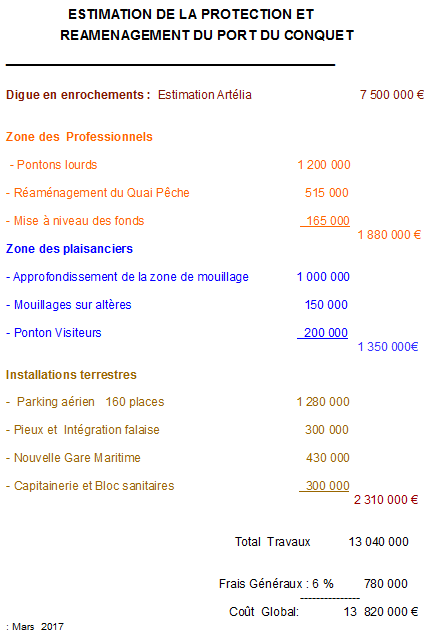 ESTIMATION DE LA PROTECTION ET
REAMENAGEMENT DU PORT DU CONQUET
Digue en enrochements : Estimation Artélia 7 500 000 €
Zone des Professionnels
- Pontons lourds 1 200 000
- Réaménagement du Quai Pêche 515 000
- Mise à niveau des fonds 165 000
1 880 000 €
Zone des plaisanciers
- Approfondissement de la zone de mouillage 1 000 000
- Mouillages sur altères 150 000
- Ponton Visiteurs 200 000
1 350 000€
Installations terrestres
- Parking aérien 160 places 1 280 000
- Pieux et Intégration falaise 300 000
- Nouvelle Gare Maritime 430 000
- Capitainerie et Bloc sanitaires 300 000
2 310 000 €
Total Travaux 13 040 000
Frais Généraux : 6 % 780 000
---------------
Coût Global: 13 820 000 €
: Mars 2017